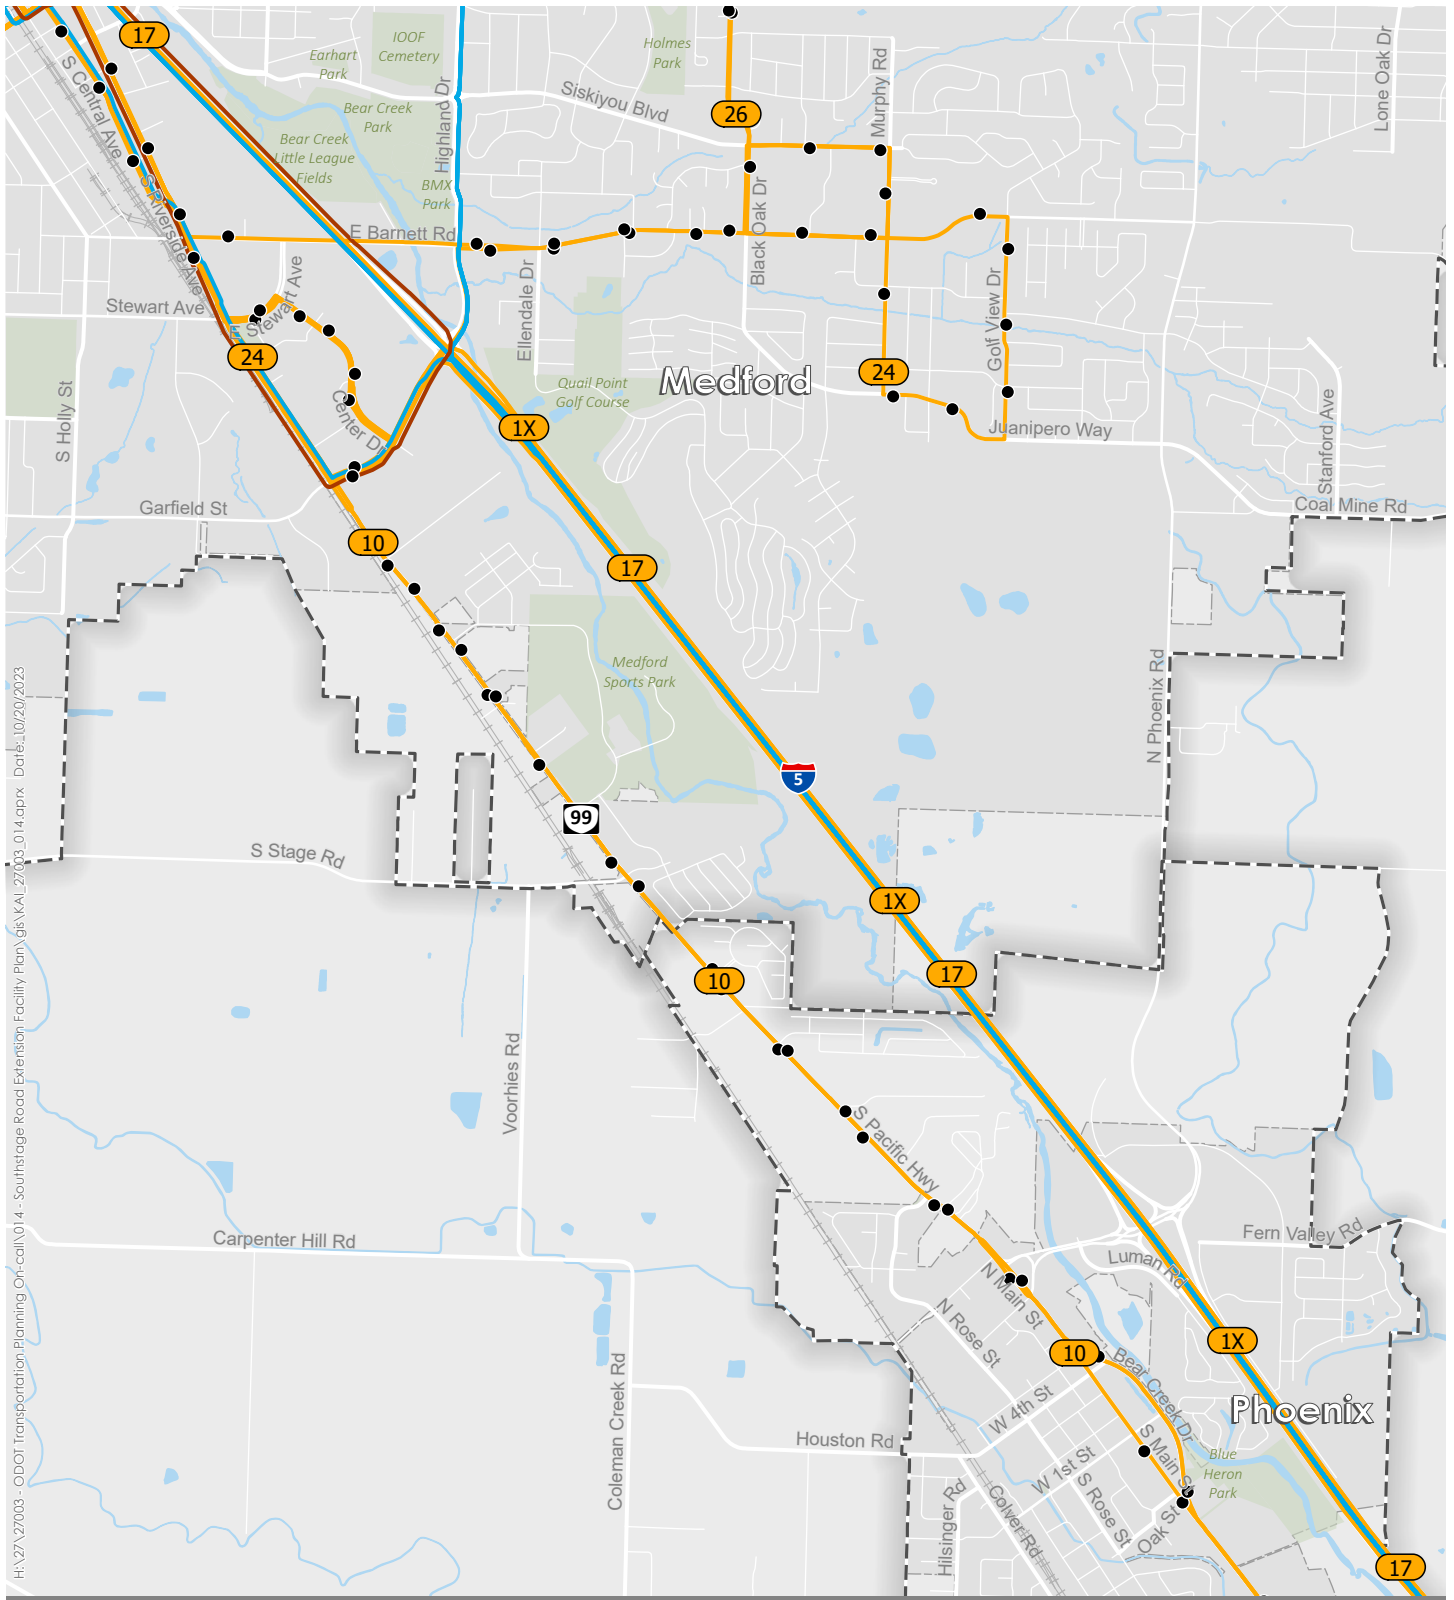 17
IOOF
Cemetery
Earhart
Park
Holmes
Park
Murphy Rd
Lone Oak Dr
S Central Ave
Siskiyou Blvd
26
Highland Dr
Bear Creek
Park
Bear Creek
Little League
Fields
BMX
Park
S Riverside Ave
E Barnett Rd
Black Oak Dr
Stewart Ave
E Stewart Ave
Ellendale Dr
Golf View Dr
24
24
Medford
Quail Point
Golf Course
S Holly St
Center Dr
1X
Juanipero Way
Stanford Ave
Garfield St
Coal Mine Rd
10
17
Medford
Sports Park
N Phoenix Rd
5
99
S Stage Rd
1X
10
17
Voorhies Rd
S Pacific Hwy
Carpenter Hill Rd
Fern Valley Rd
Luman Rd
N Main St
N Rose St
1X
10
Bear Creek Dr
Coleman Creek Rd
W 4th St
Phoenix
Houston Rd
S Main St
W 1st St
Blue
Heron
Park
S Rose St
Hilsinger Rd
Colver Rd
Oak St
17
H:\27\27003 - ODOT Transportation Planning On-call\014 - Southstage Road Extension Facility Plan\gis\KAI_27003_014.aprx Date: 10/20/2023